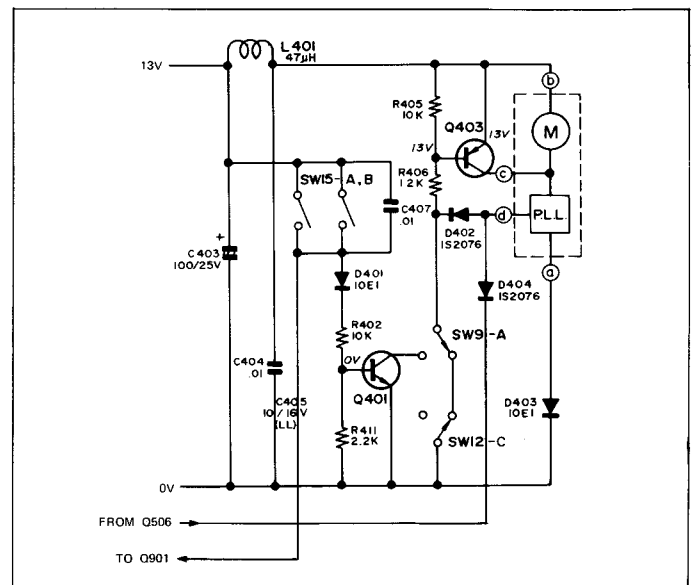 L401
47μH
13V
b
R405
10K
Q403
13V
M
13V
SW15-A,B
R406
1.2K
c
C407
.01
D402
1S2076
d
P.L.L.
+
C403
100/25V
D401
10E1
D404
1S2076
a
R402
10K
SW9-A
C404
.01
0V
Q401
D403
10E1
C405
10/16V
(LL)
R411
2.2K
SW12-C
0V
FROM Q506
TO Q901